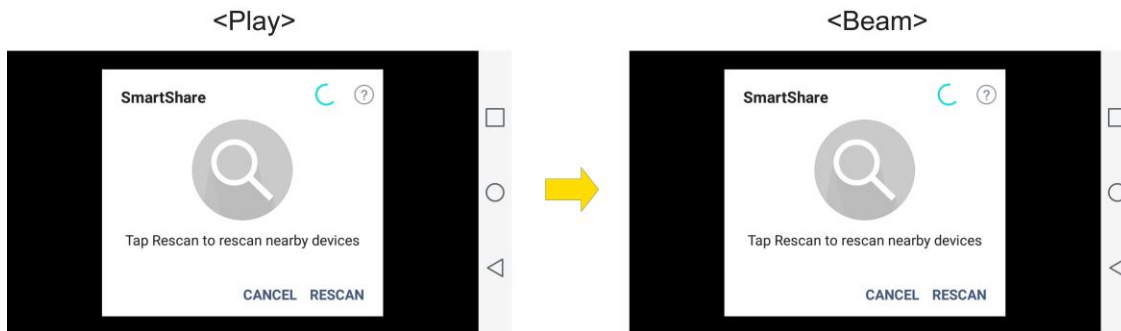 <Play>
SmartShare
?
Tap Rescan to rescan nearby devices
CANCEL RESCAN
<Beam>
SmartShare
?
Tap Rescan to rescan nearby devices
CANCEL RESCAN